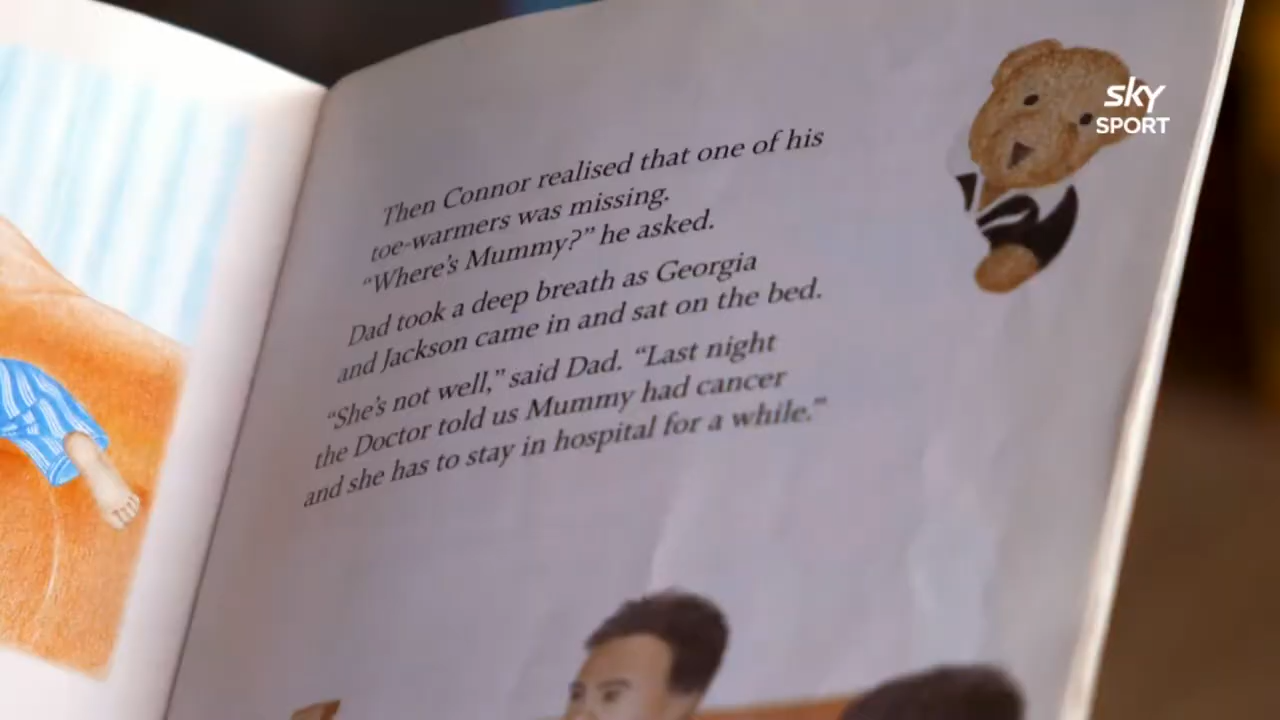 Then Connor realised that one of his
toe-warmers was missing.
“Where’s Mummy?” he asked.
Dad took a deep breath as Georgia
and Jackson came in and sat on the bed.
“She’s not well,” said Dad. “Last night
the Doctor told us Mummy had cancer
and she has to stay in hospital for a while.”
sky
SPORT